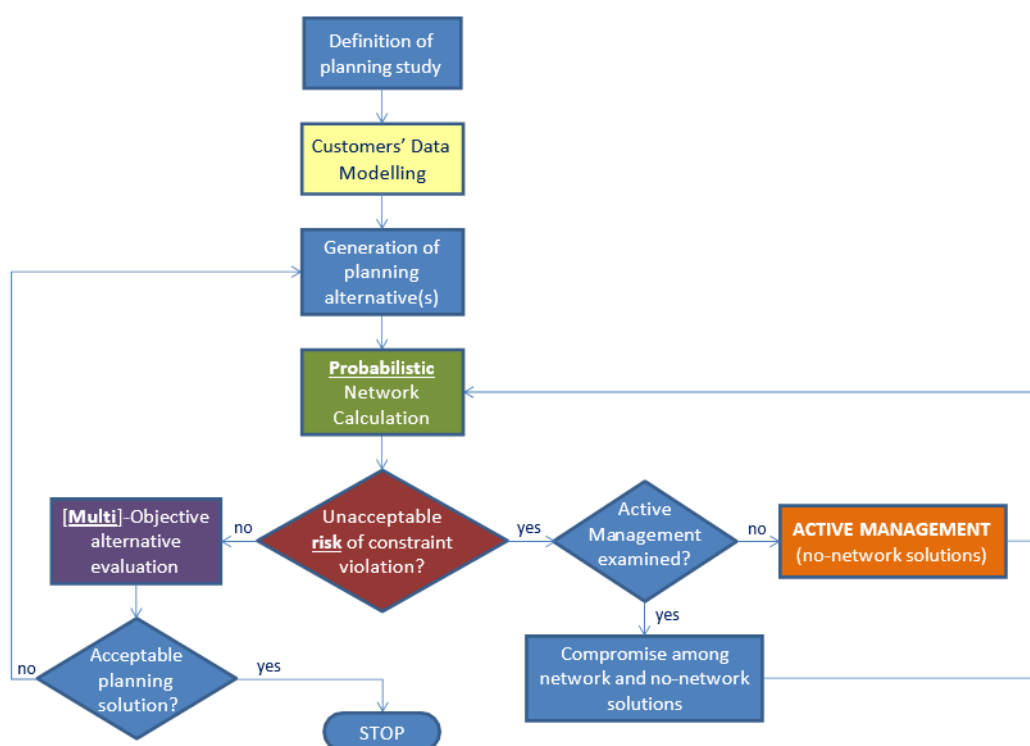 Definition of
planning study
Customers' Data
Modelling
Generation of
planning
alternative(s)
Probabilistic
Network
Calculation
[Multi]-Objective
alternative
evaluation
no
Unacceptable
risk of constraint
violation?
yes
Active
Management
examined?
no
ACTIVE MANAGEMENT
(no-network solutions)
yes
Compromise among
network and no-network
solutions
no
Acceptable
planning
solution?
yes
STOP